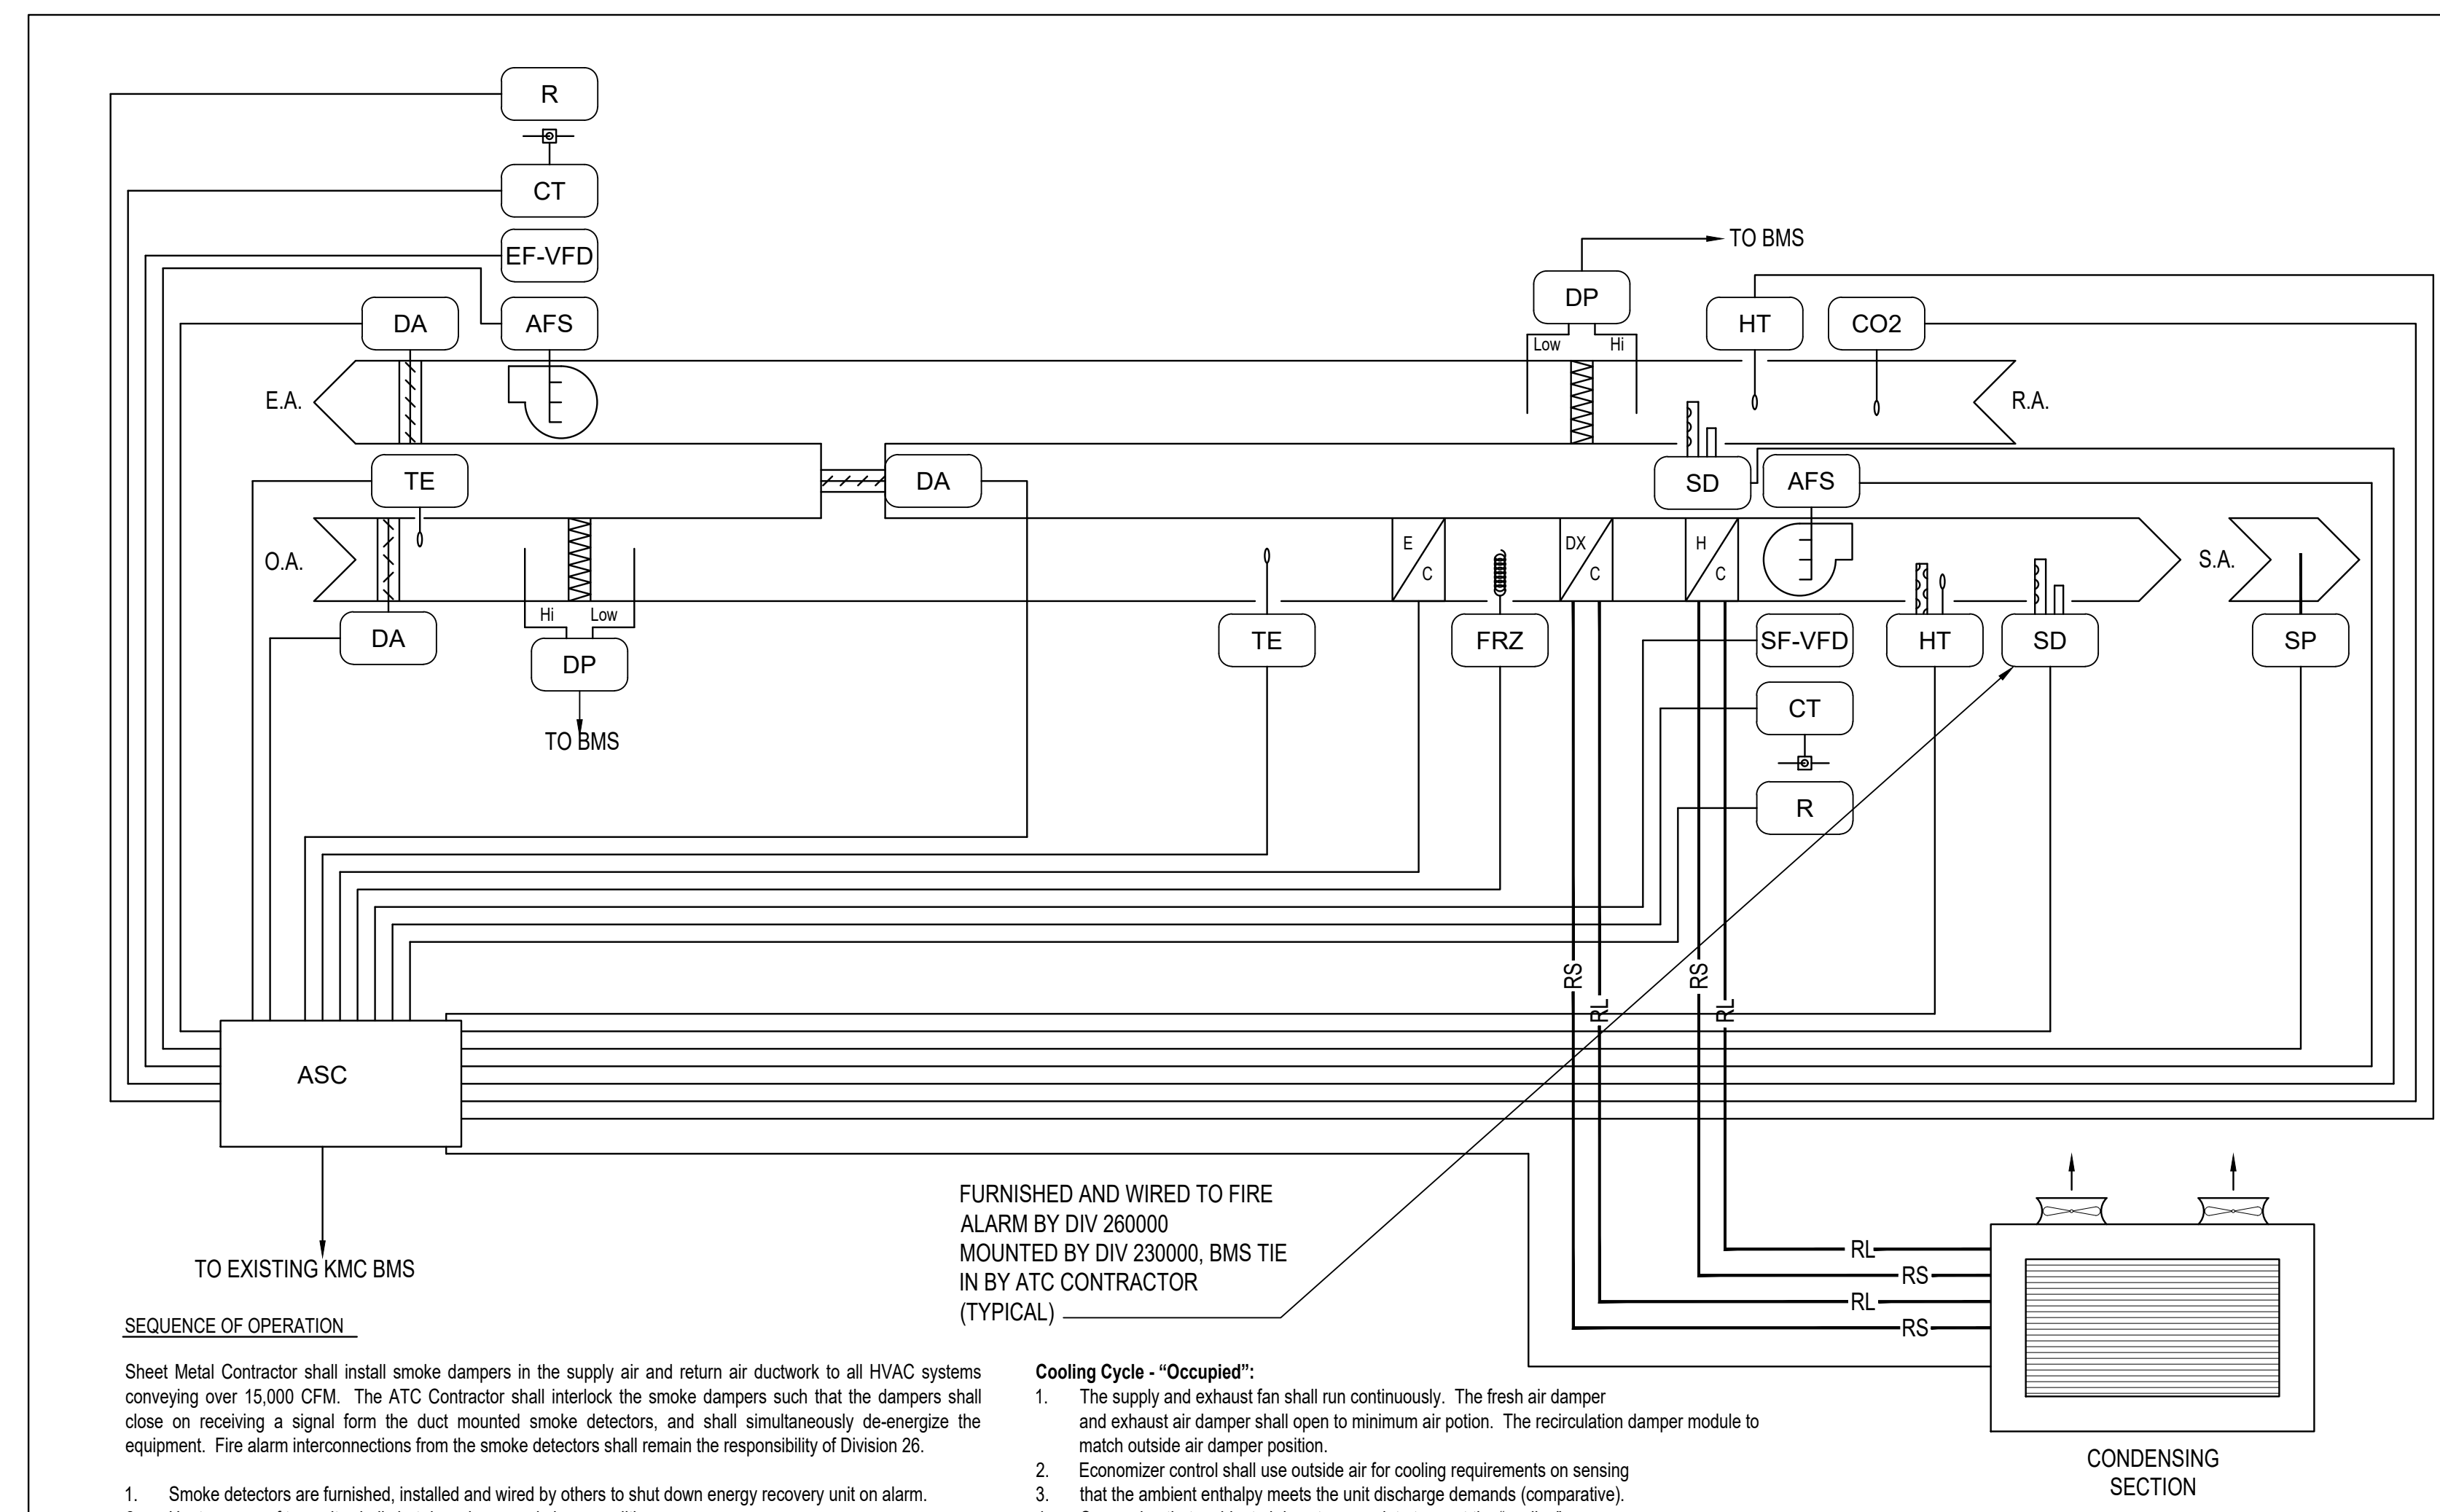 R
CT
EF-VFD
TO BMS
DP
DA
AFS
HT
CO2
Low
Hi
E.A.
R.A.
TE
DA
SD
AFS
O.A.
E
C
DX
C
H
C
S.A.
Hi
Low
DA
DP
TE
FRZ
SF-VFD
HT
SD
SP
CT
TO BMS
R
RS
RS
RL
RL
ASC
FURNISHED AND WIRED TO FIRE
ALARM BY DIV 260000
MOUNTED BY DIV 230000, BMS TIE
IN BY ATC CONTRACTOR
(TYPICAL)
RL
RS
RL
RS
TO EXISTING KMC BMS
CONDENSING
SECTION
SEQUENCE OF OPERATION
Sheet Metal Contractor shall install smoke dampers in the supply air and return air ductwork to all HVAC systems
conveying over 15,000 CFM. The ATC Contractor shall interlock the smoke dampers such that the dampers shall
close on receiving a signal form the duct mounted smoke detectors, and shall simultaneously de-energize the
equipment. Fire alarm interconnections from the smoke detectors shall remain the responsibility of Division 26.
1. Smoke detectors are furnished, installed and wired by others to shut down energy recovery unit on alarm.
Cooling Cycle - “Occupied”:
1. The supply and exhaust fan shall run continuously. The fresh air damper
and exhaust air damper shall open to minimum air potion. The recirculation damper module to
match outside air damper position.
2. Economizer control shall use outside air for cooling requirements on sensing
3. that the ambient enthalpy meets the unit discharge demands (comparative).